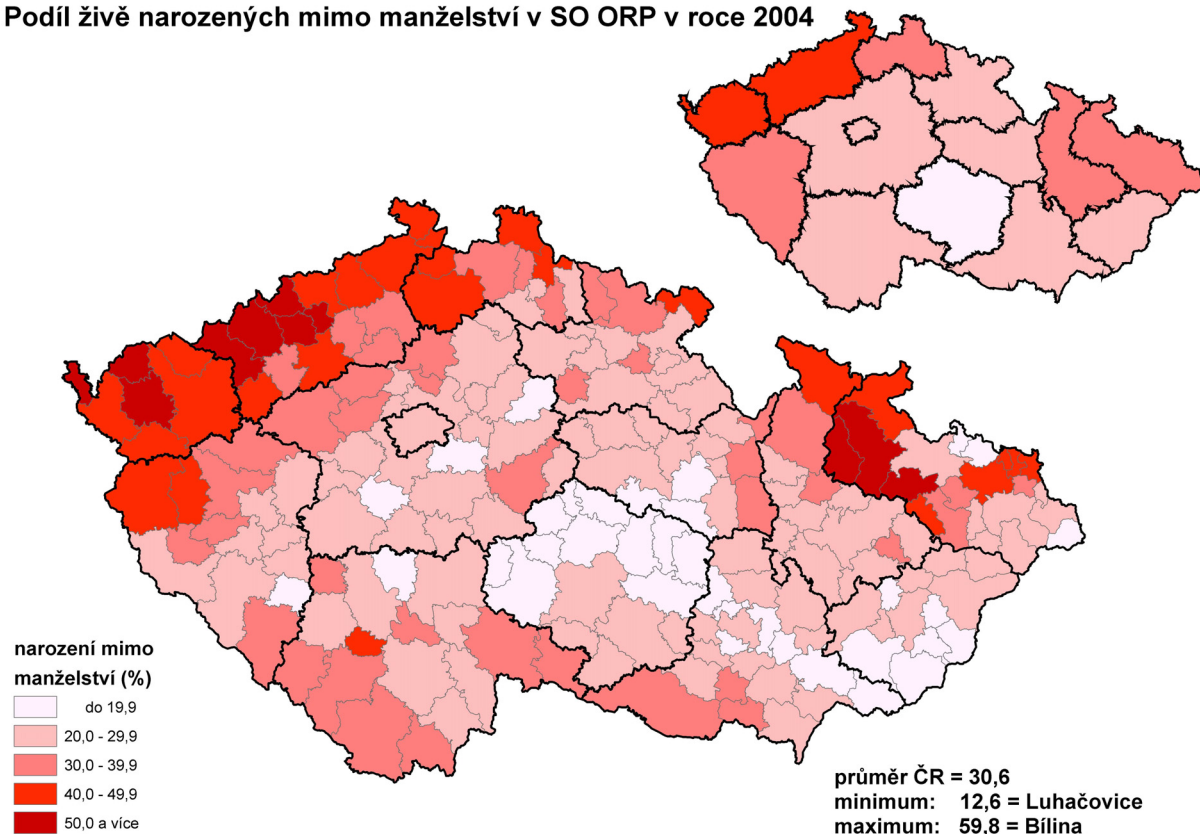 Podíl živě narozených mimo manželství v SO ORP v roce 2004
narození mimo
manželství (%)
do 19,9
20,0 - 29,9
30,0 - 39,9
40,0 - 49,9
50,0 a více
průměr ČR = 30,6
minimum: 12,6 = Luhačovice
maximum: 59,8 = Bílina